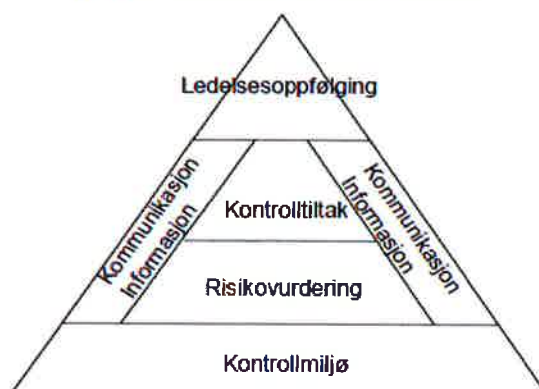 Ledelsesoppfølging
Kommunikasjon
Informasjon
Kontrolltiltak
Kommunikasjon
Informasjon
Risikovurdering
Kontrollmiljø